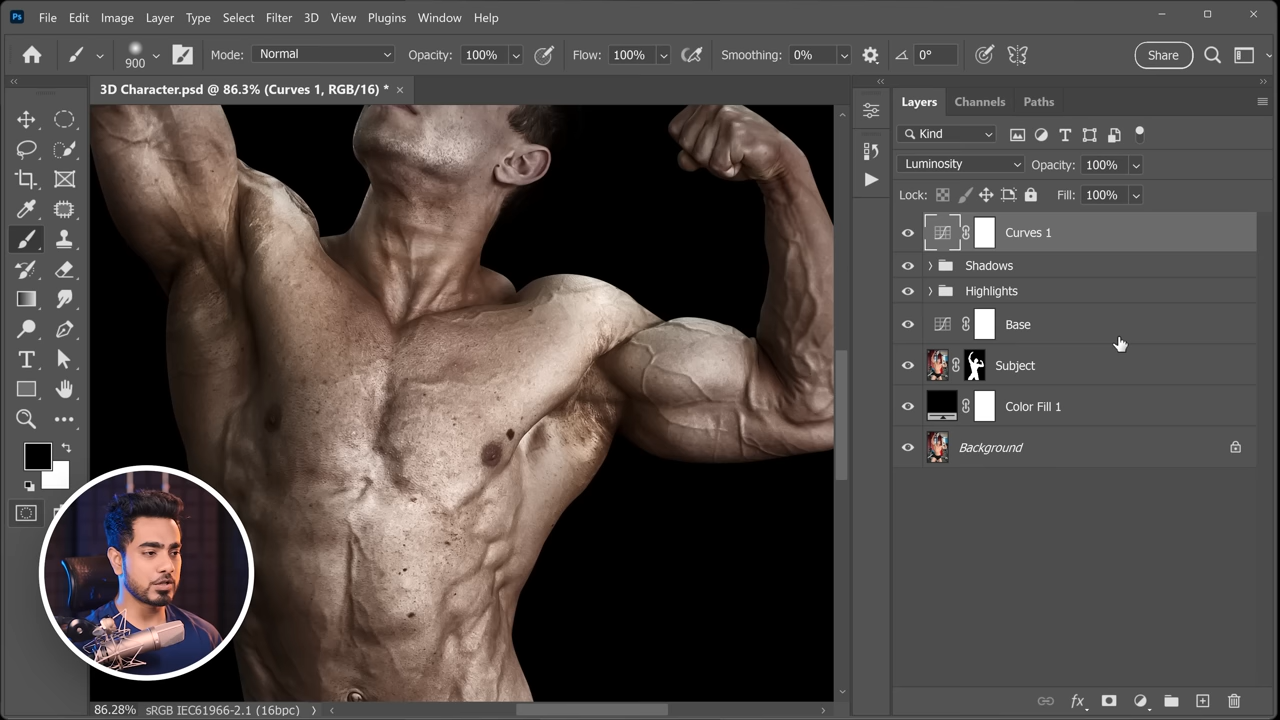 Ps File Edit Image Layer Type Select Filter 3D View Plugins Window Help
900 Mode: Normal Opacity: 100% Flow: 100% Smoothing: 0% 0° Share
3D Character.psd @ 86.3% (Curves 1, RGB/16) *
Layers Channels Paths
Kind
Luminosity Opacity: 100%
Lock: Fill: 100%
Curves 1
Shadows
Highlights
Base
Subject
Color Fill 1
Background
86.28% sRGB IEC61966-2.1 (16bpc)